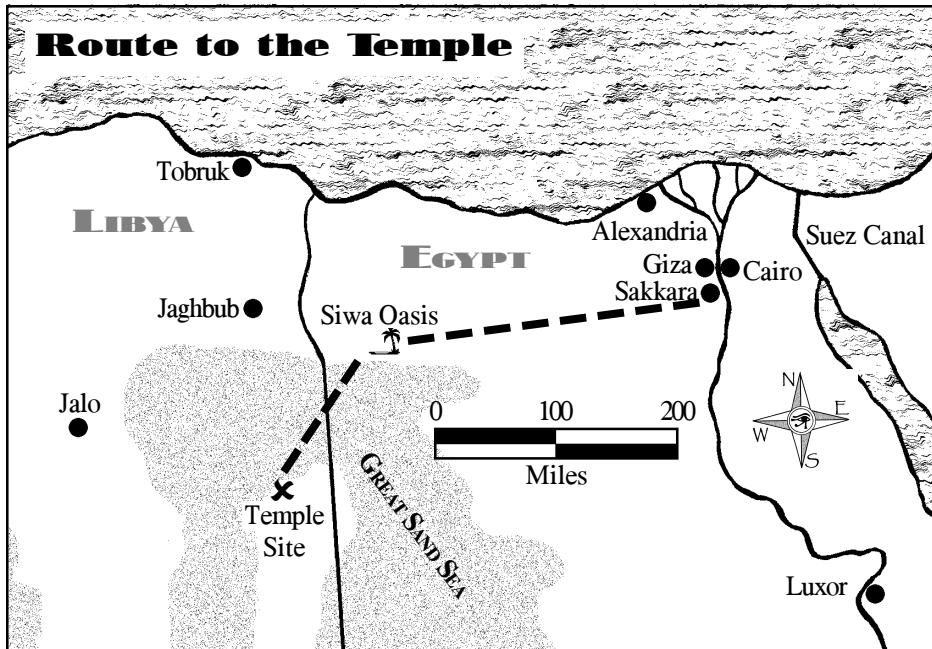 Route to the Temple
Tobruk
LIBYA
Alexandria
Suez Canal
EGYPT
Giza
Cairo
Sakkara
Jaghbub
Siwa Oasis
N
Jalo
0 100 200
E
W
S
Miles
GREAT SAND SEA
Temple
Site
Luxor